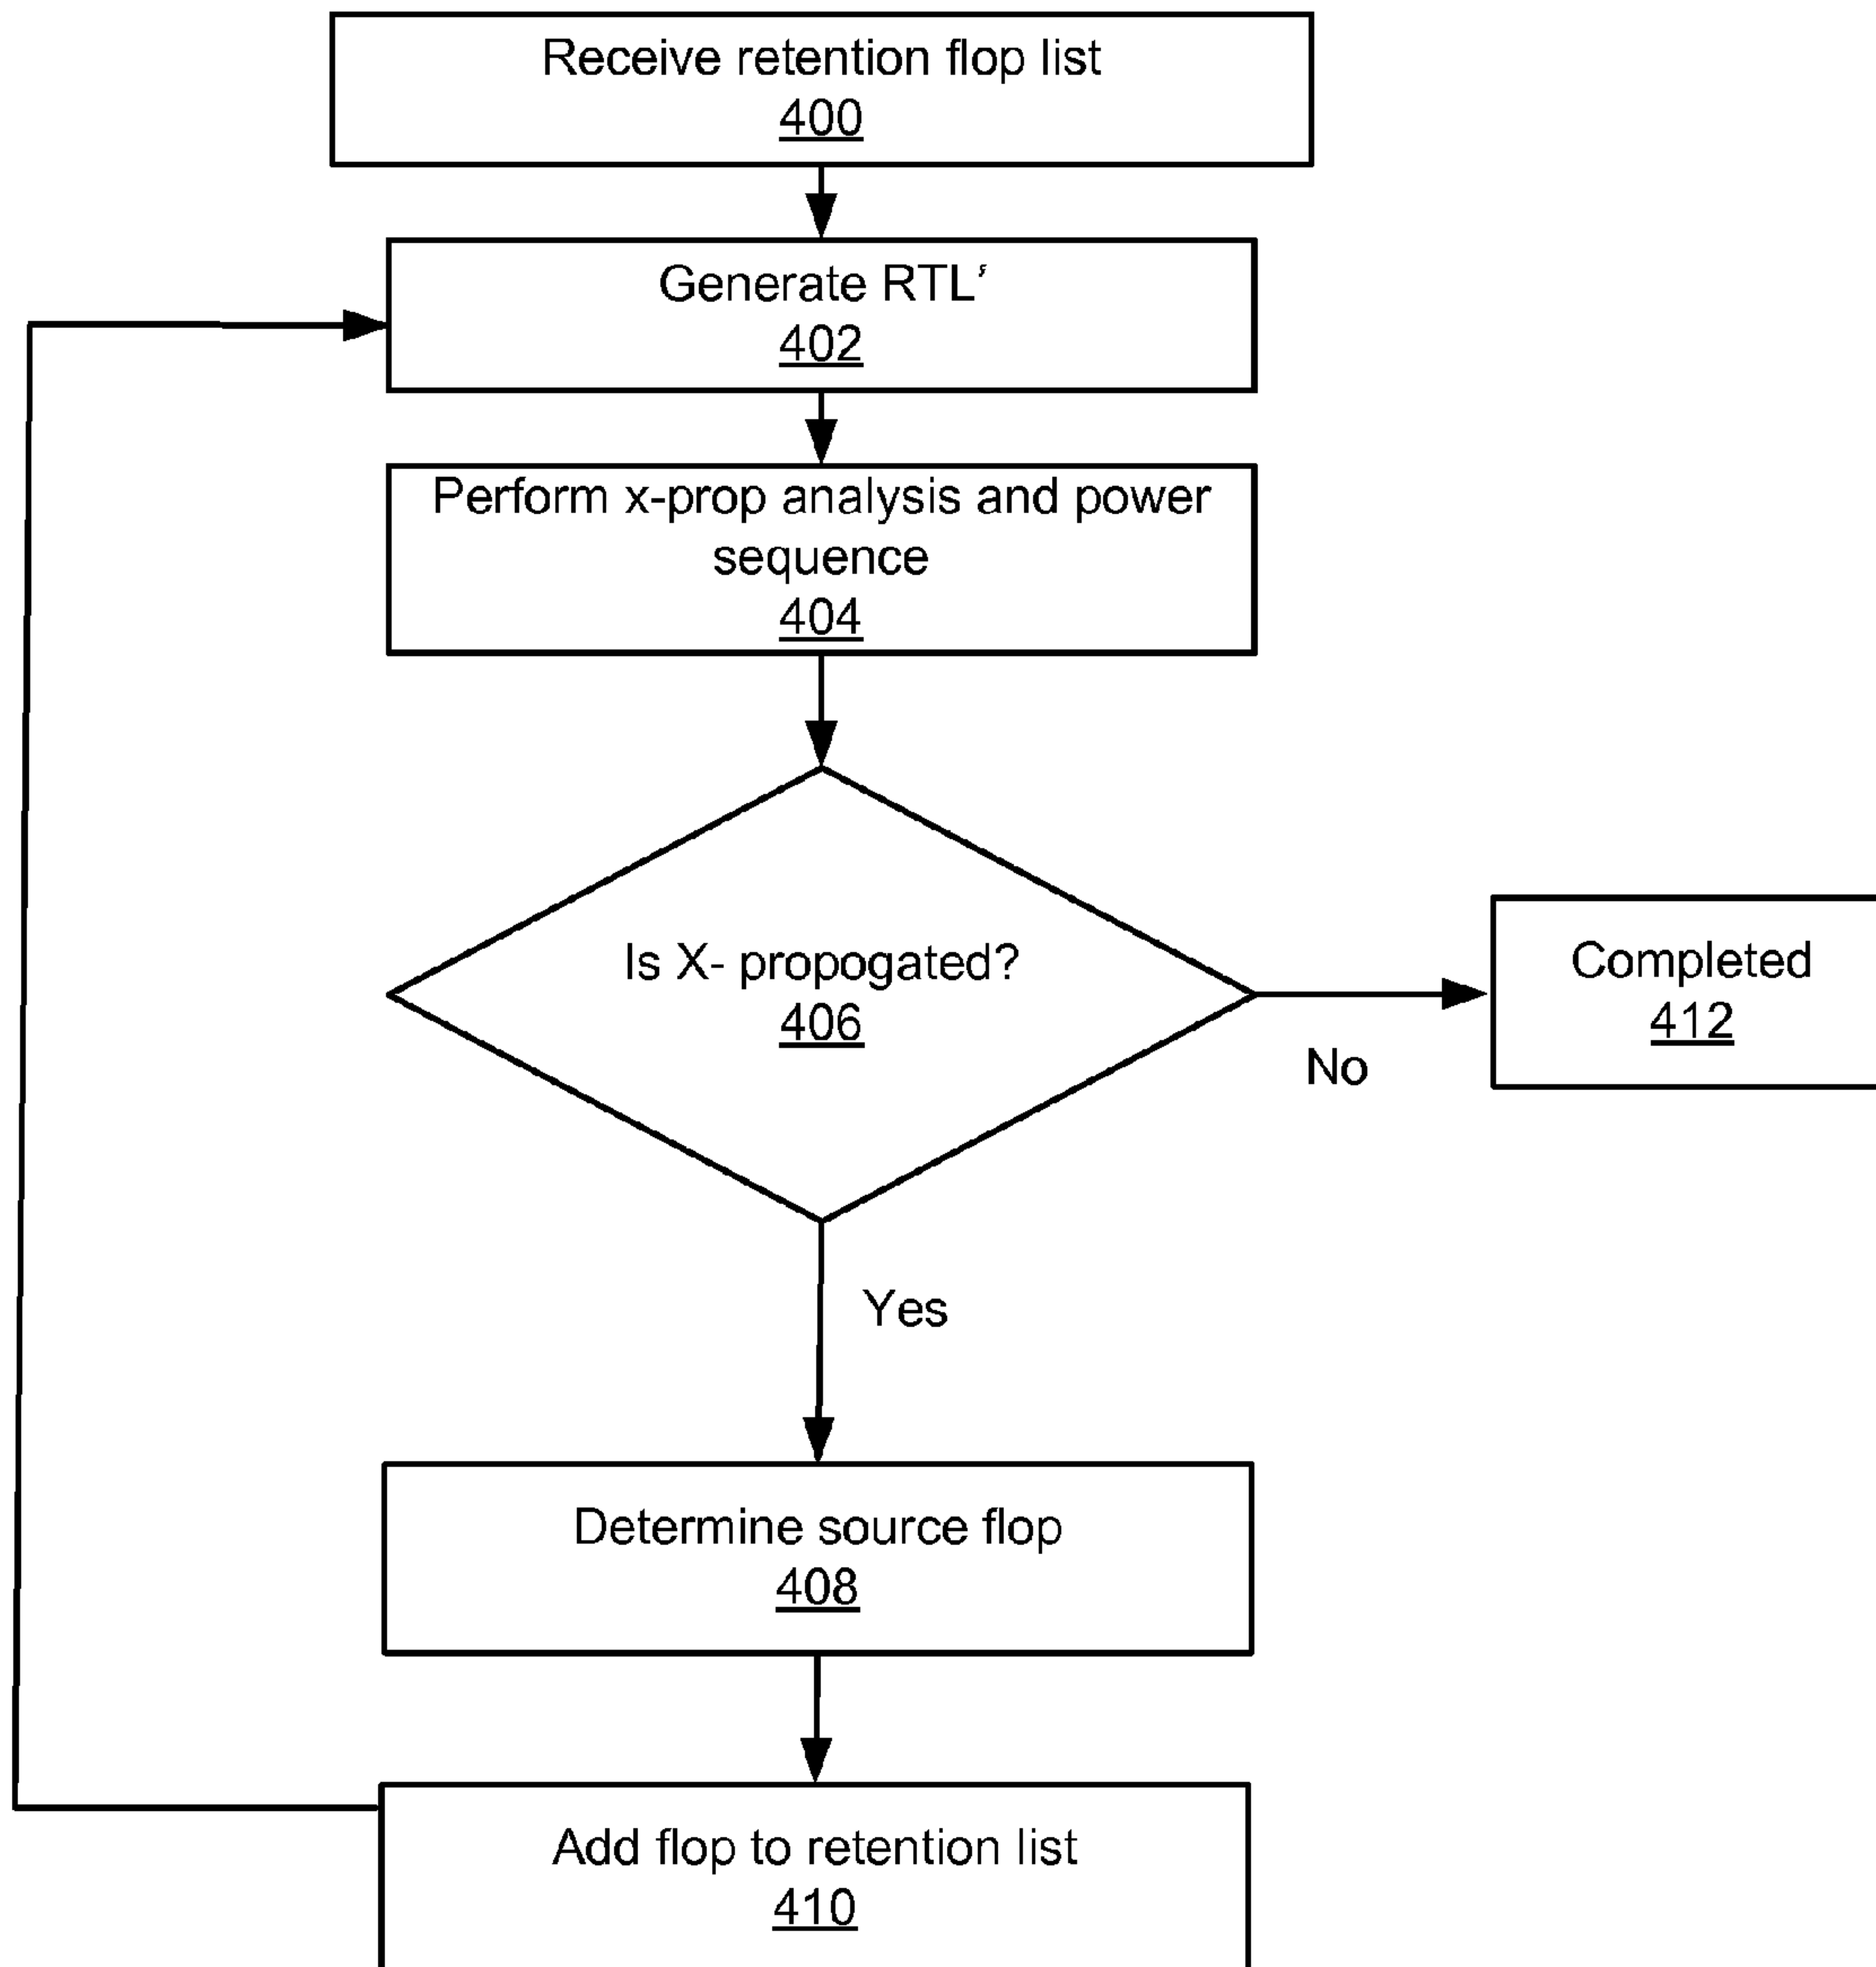 Receive retention flop list
400
Generate RTL’
402
Perform x-prop analysis and power
sequence
404
Is X- propogated?
406
Completed
412
No
Yes
Determine source flop
408
Add flop to retention list
410